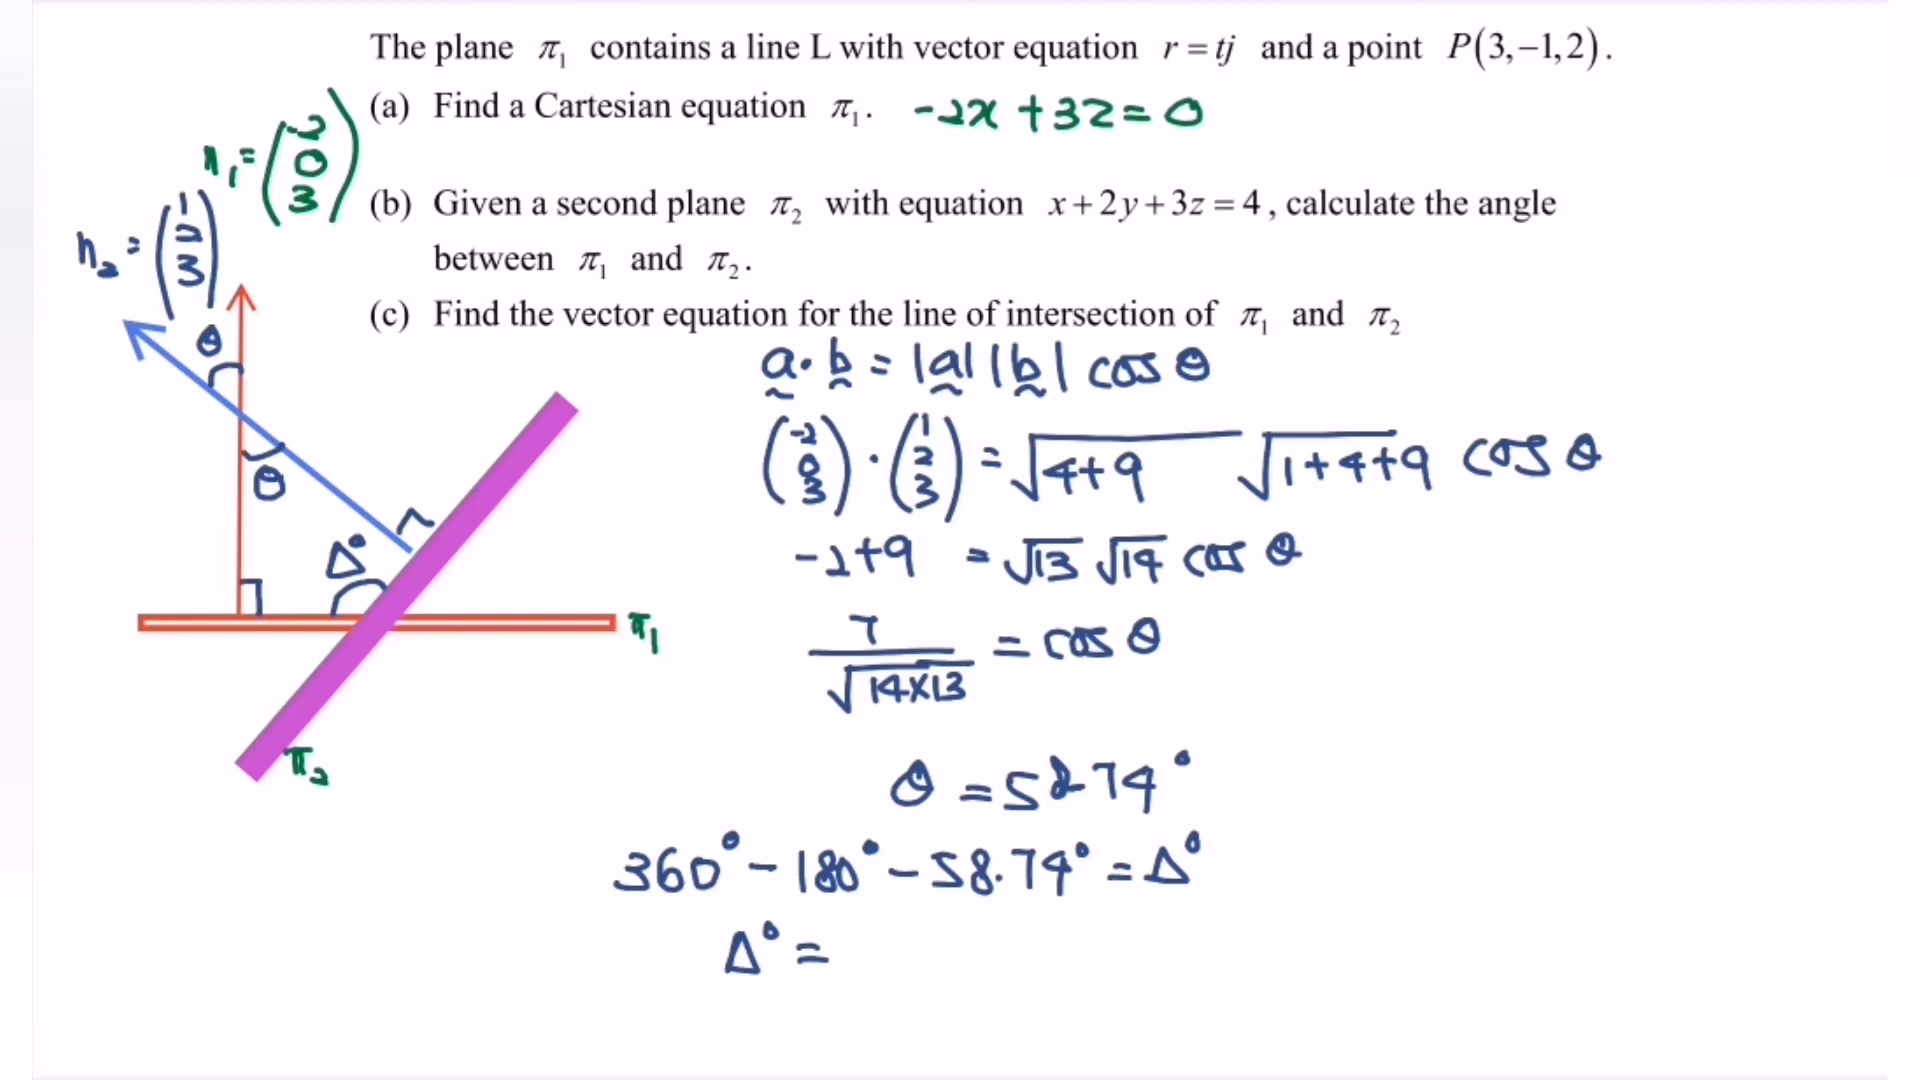 The plane π₁ contains a line L with vector equation r = tj and a point P(3,−1,2).
(a) Find a Cartesian equation π₁. -2x + 3z = 0
n₁ = (-2 0 3)
(b) Given a second plane π₂ with equation x + 2y + 3z = 4, calculate the angle
n₂ = (1 2 3)
between π₁ and π₂.
(c) Find the vector equation for the line of intersection of π₁ and π₂
θ
a · b = |a| |b| cos θ
(-2 0 3) · (1 2 3) = √4+9 √1+4+9 cos θ
θ
-2+9 = √13 √14 cos θ
Δ°
7/√14×13 = cos θ
π₁
π₂
θ = 58.74°
360° - 180° - 58.74° = Δ°
Δ° =